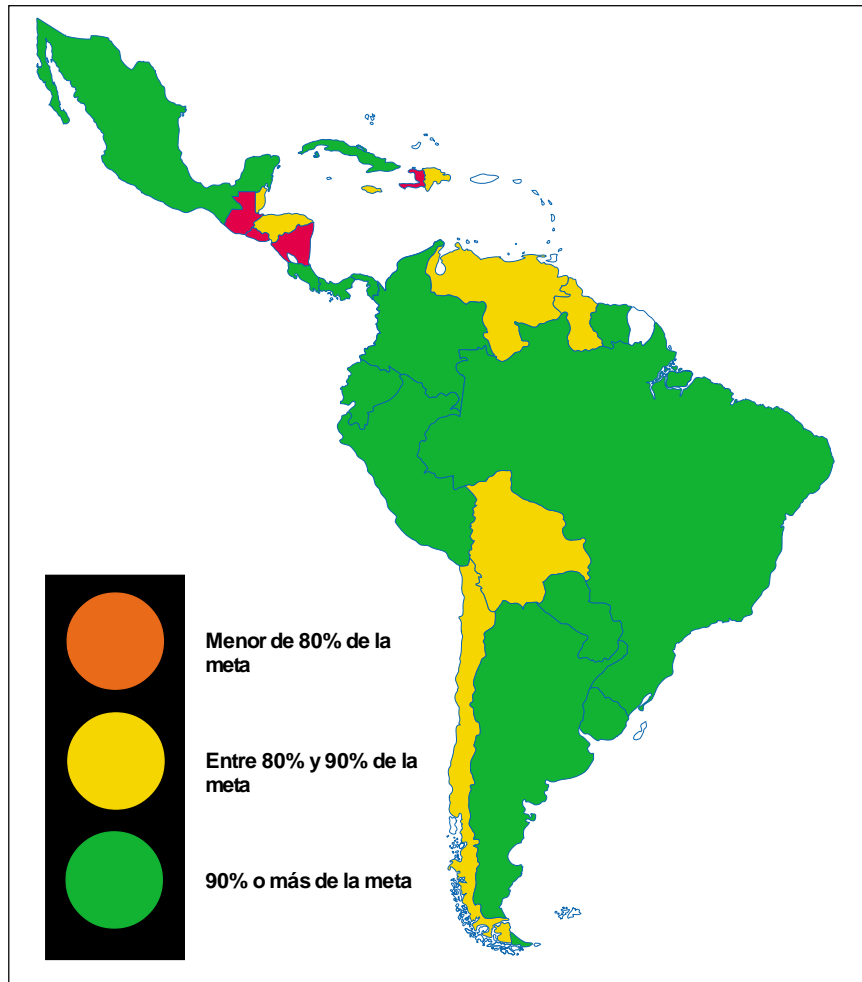 Menor de 80% de la
meta
Entre 80% y 90% de la
meta
90% o más de la meta